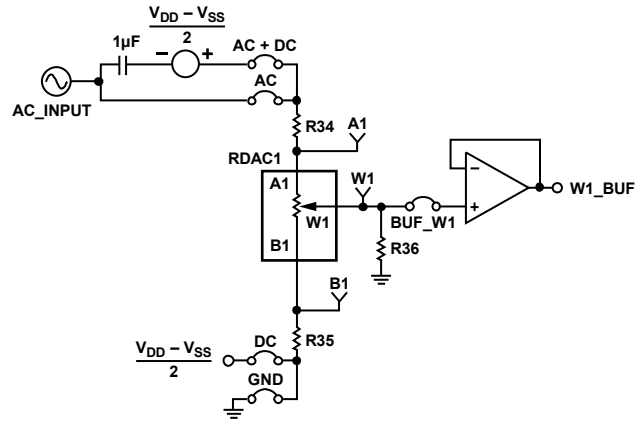 V_DD – V_SS
2
1µF
–
+
AC + DC
AC_INPUT
AC
R34
A1
RDAC1
A1
W1
B1
W1
–
+
BUF_W1
W1_BUF
R36
B1
R35
V_DD – V_SS
2
DC
GND